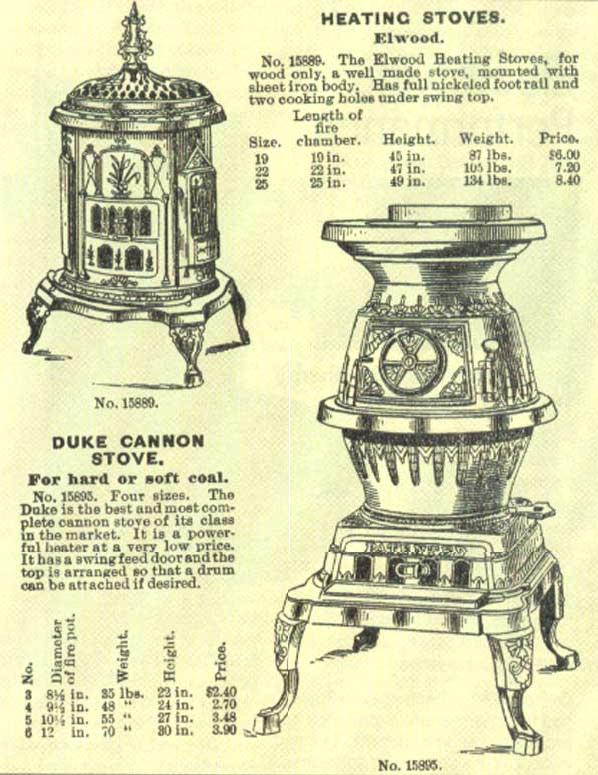 HEATING STOVES.
Elwood.
No. 15889. The Elwood Heating Stoves, for
wood only, a well made stove, mounted with
sheet iron body. Has full nickeled foot rail and
two cooking holes under swing top.
Length of
fire
Size. chamber. Height. Weight. Price.
19 19 in. 45 in. 87 lbs. $6.00
22 22 in. 47 in. 105 lbs. 7.20
25 25 in. 49 in. 134 lbs. 8.40
No. 15889.
DUKE CANNON
STOVE.
For hard or soft coal.
No. 15895. Four sizes. The
Duke is the best and most com-
plete cannon stove of its class
in the market. It is a power-
ful heater at a very low price.
It has a swing feed door and the
top is arranged so that a drum
can be attached if desired.
No. Diameter of fire pot. Weight. Height. Price.
3 8½ in. 35 lbs. 22 in. $2.40
4 9½ in. 48 " 24 in. 2.70
5 10½ in. 55 " 27 in. 3.48
6 12 in. 70 " 30 in. 3.90
No. 15895.